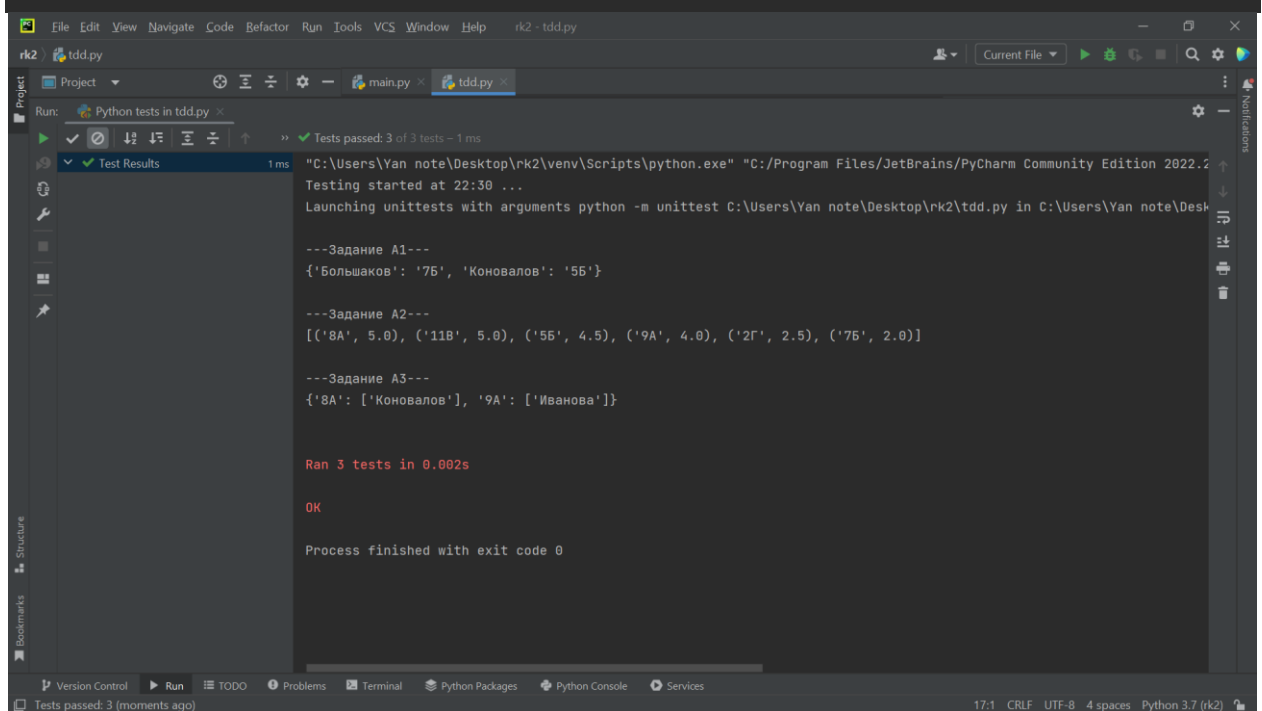 File Edit View Navigate Code Refactor Run Tools VCS Window Help rk2 - tdd.py
rk2 tdd.py Current File
Project main.py tdd.py
Run: Python tests in tdd.py
Tests passed: 3 of 3 tests – 1 ms
Test Results 1 ms
"C:\Users\Yan note\Desktop\rk2\venv\Scripts\python.exe" "C:/Program Files/JetBrains/PyCharm Community Edition 2022.2
Testing started at 22:30 ...
Launching unittests with arguments python -m unittest C:\Users\Yan note\Desktop\rk2\tdd.py in C:\Users\Yan note\Desk
---Задание А1---
{'Большаков': '7Б', 'Коновалов': '5Б'}
---Задание А2---
[('8А', 5.0), ('11В', 5.0), ('5Б', 4.5), ('9А', 4.0), ('2Г', 2.5), ('7Б', 2.0)]
---Задание А3---
{'8А': ['Коновалов'], '9А': ['Иванова']}
Ran 3 tests in 0.002s
OK
Process finished with exit code 0
Project
Structure
Bookmarks
Notifications
Version Control Run TODO Problems Terminal Python Packages Python Console Services
Tests passed: 3 (moments ago) 17:1 CRLF UTF-8 4 spaces Python 3.7 (rk2)